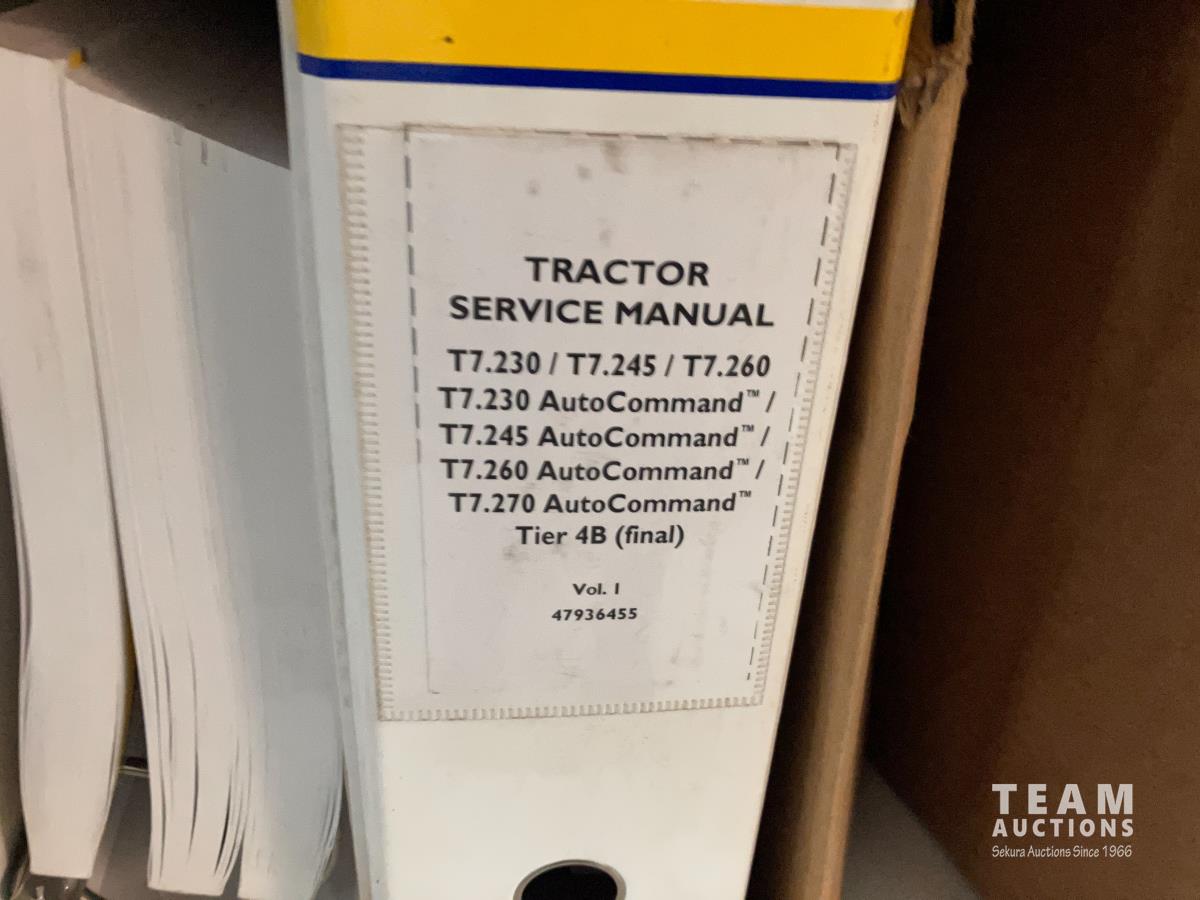 TRACTOR
SERVICE MANUAL
T7.230 / T7.245 / T7.260
T7.230 AutoCommand™ /
T7.245 AutoCommand™ /
T7.260 AutoCommand™ /
T7.270 AutoCommand™
Tier 4B (final)
Vol. 1
47936455
TEAM
AUCTIONS
Sekura Auctions Since 1966